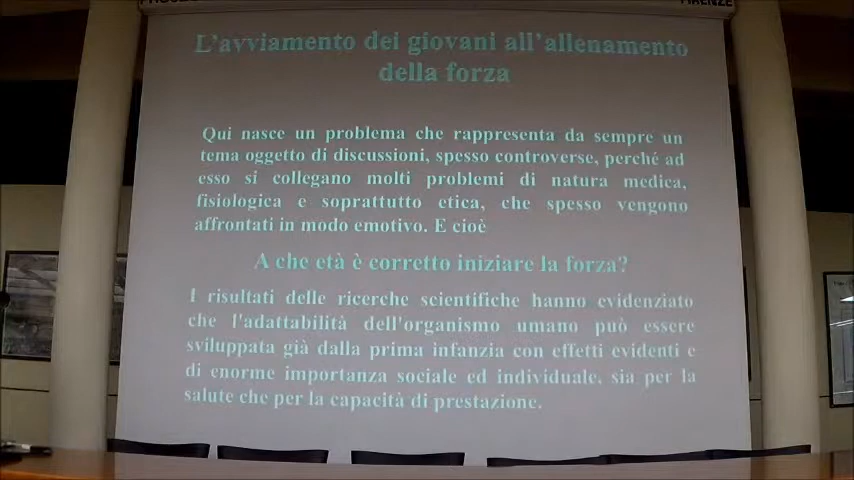 FIRENZE
L'avviamento dei giovani all'allenamento
della forza
Qui nasce un problema che rappresenta da sempre un
tema oggetto di discussioni, spesso controverse, perché ad
esso si collegano molti problemi di natura medica,
fisiologica e soprattutto etica, che spesso vengono
affrontati in modo emotivo. E cioè
A che età è corretto iniziare la forza?
I risultati delle ricerche scientifiche hanno evidenziato
che l'adattabilità dell'organismo umano può essere
sviluppata già dalla prima infanzia con effetti evidenti e
di enorme importanza sociale ed individuale, sia per la
salute che per la capacità di prestazione.